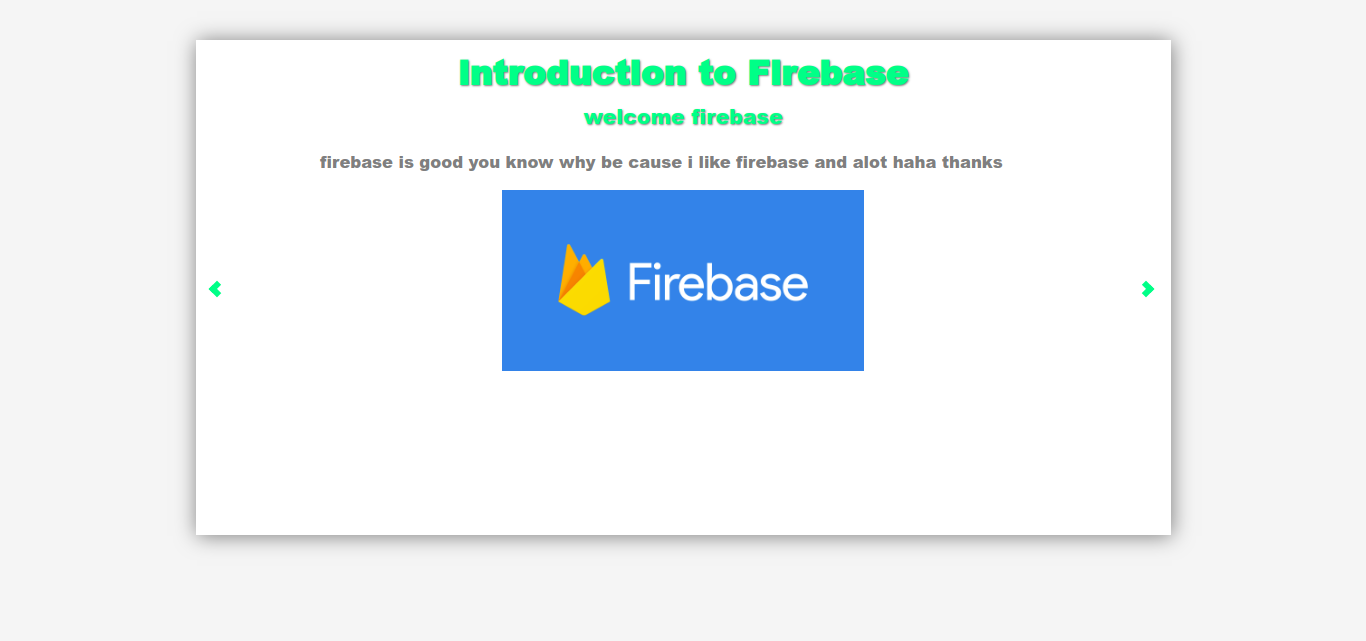 Introduction to Firebase
welcome firebase
firebase is good you know why be cause i like firebase and alot haha thanks
Firebase